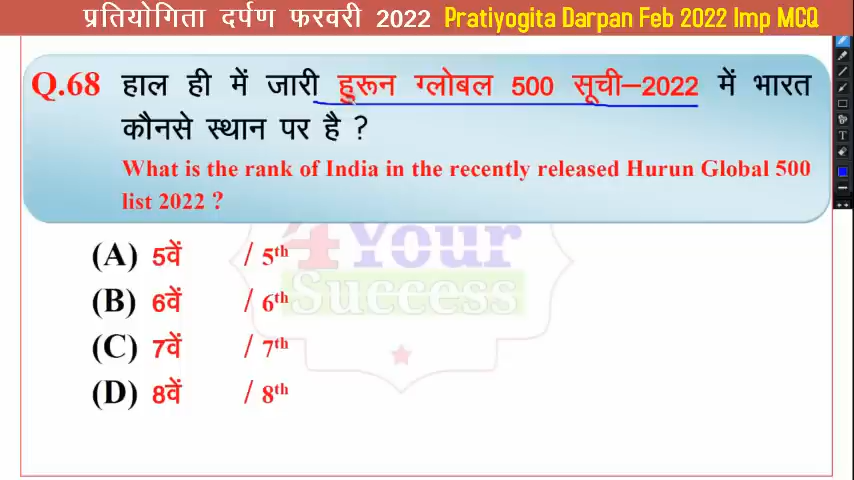 प्रतियोगिता दर्पण फरवरी 2022 Pratiyogita Darpan Feb 2022 Imp MCQ
Q.68 हाल ही में जारी हुरून ग्लोबल 500 सूची–2022 में भारत
कौनसे स्थान पर है ?
What is the rank of India in the recently released Hurun Global 500
list 2022 ?
4 Your
Success
(A) 5वें / 5th
(B) 6वें / 6th
(C) 7वें / 7th
(D) 8वें / 8th